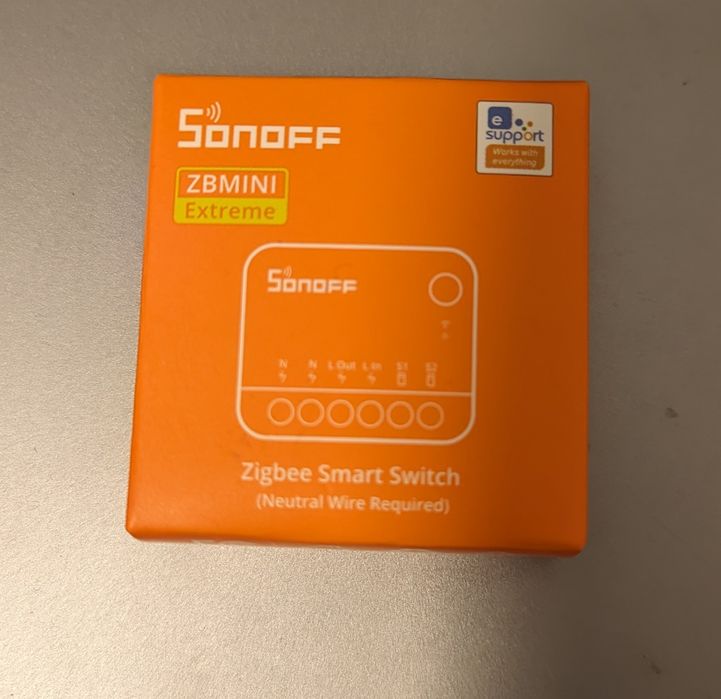 SONOFF
e
support
Works with
everything
ZBMINI
Extreme
SONOFF
N N L Out L In S1 S2
Zigbee Smart Switch
(Neutral Wire Required)